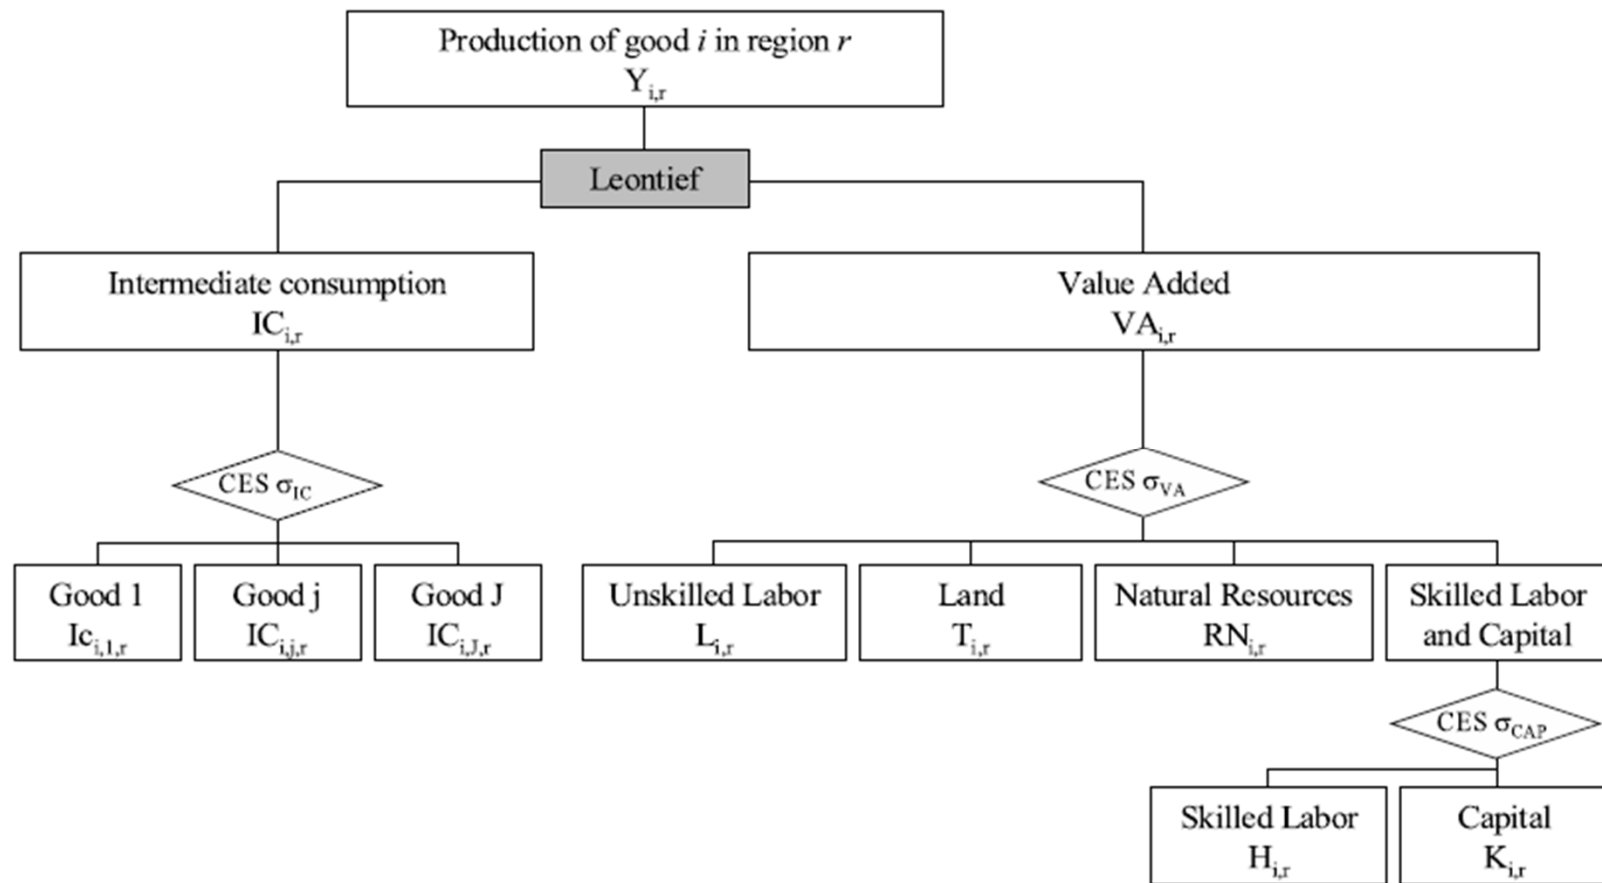 Production of good i in region r
Yi,r
Leontief
Intermediate consumption
ICi,r
Value Added
VAi,r
CES σIC
CES σVA
Good 1
Ici,1,r
Good j
ICi,j,r
Good J
ICi,J,r
Unskilled Labor
Li,r
Land
Ti,r
Natural Resources
RNi,r
Skilled Labor
and Capital
CES σCAP
Skilled Labor
Hi,r
Capital
Ki,r